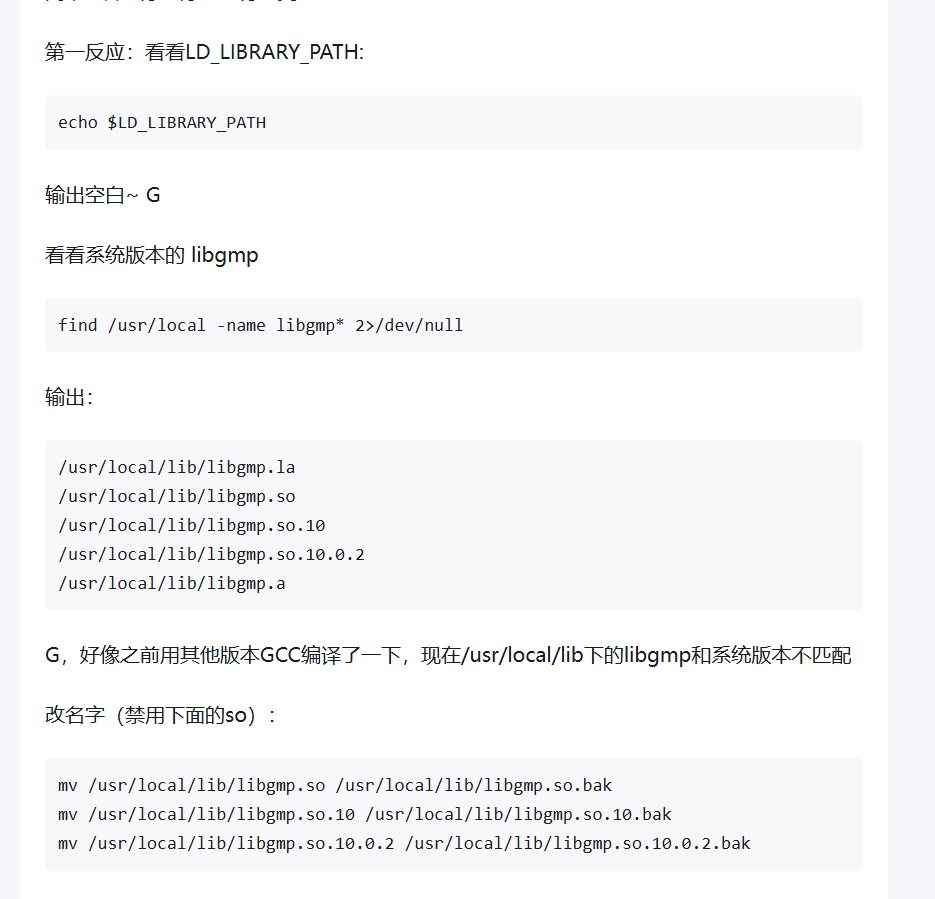 第一反应：看看LD_LIBRARY_PATH:
echo $LD_LIBRARY_PATH
输出空白~ G
看看系统版本的 libgmp
find /usr/local -name libgmp* 2>/dev/null
输出：
/usr/local/lib/libgmp.la
/usr/local/lib/libgmp.so
/usr/local/lib/libgmp.so.10
/usr/local/lib/libgmp.so.10.0.2
/usr/local/lib/libgmp.a
G，好像之前用其他版本GCC编译了一下，现在/usr/local/lib下的libgmp和系统版本不匹配
改名字（禁用下面的so）：
mv /usr/local/lib/libgmp.so /usr/local/lib/libgmp.so.bak
mv /usr/local/lib/libgmp.so.10 /usr/local/lib/libgmp.so.10.bak
mv /usr/local/lib/libgmp.so.10.0.2 /usr/local/lib/libgmp.so.10.0.2.bak